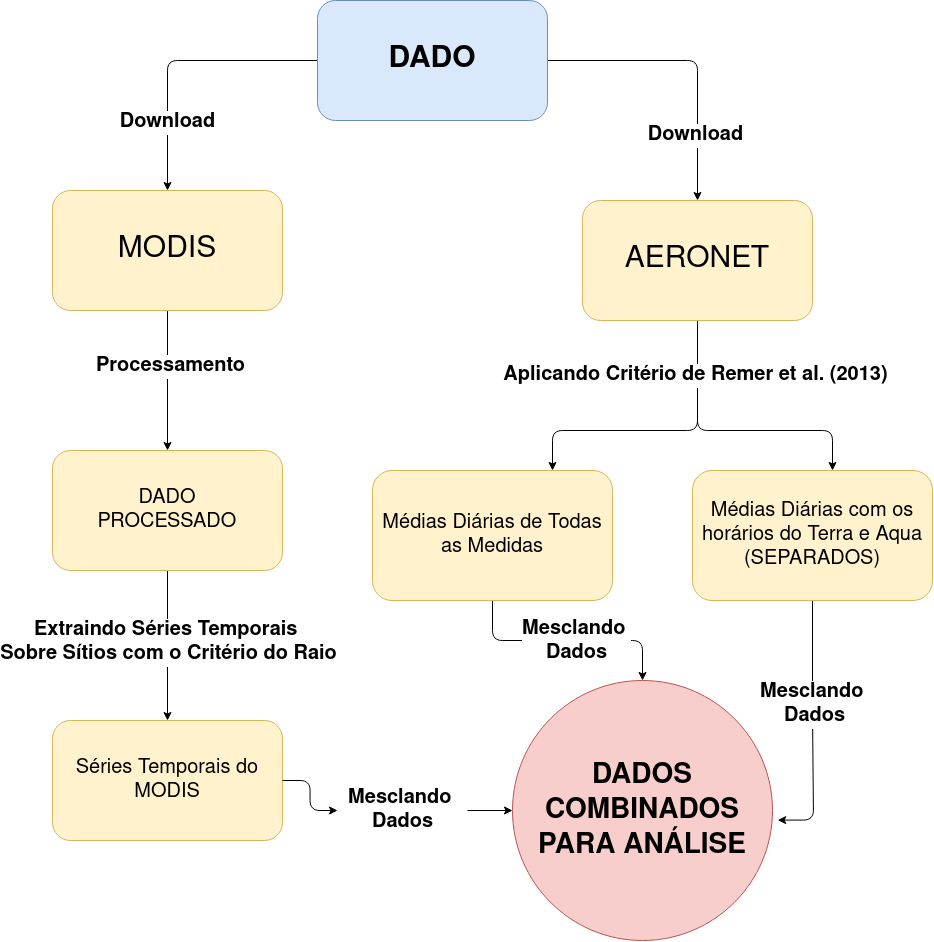 DADO
Download
Download
MODIS
AERONET
Processamento
Aplicando Critério de Remer et al. (2013)
DADO
PROCESSADO
Médias Diárias de Todas
as Medidas
Médias Diárias com os
horários do Terra e Aqua
(SEPARADOS)
Extraindo Séries Temporais
Sobre Sítios com o Critério do Raio
Mesclando
Dados
Mesclando
Dados
Séries Temporais do
MODIS
Mesclando
Dados
DADOS
COMBINADOS
PARA ANÁLISE